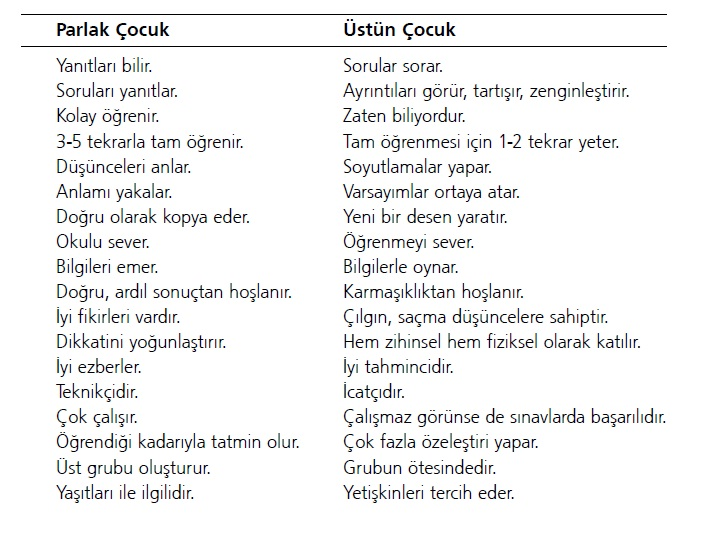 Parlak Çocuk Üstün Çocuk
Yanıtları bilir. Sorular sorar.
Soruları yanıtlar. Ayrıntıları görür, tartışır, zenginleştirir.
Kolay öğrenir. Zaten biliyordur.
3-5 tekrarla tam öğrenir. Tam öğrenmesi için 1-2 tekrar yeter.
Düşünceleri anlar. Soyutlamalar yapar.
Anlamı yakalar. Varsayımlar ortaya atar.
Doğru olarak kopya eder. Yeni bir desen yaratır.
Okulu sever. Öğrenmeyi sever.
Bilgileri emer. Bilgilerle oynar.
Doğru, ardıl sonuçtan hoşlanır. Karmaşıklıktan hoşlanır.
İyi fikirleri vardır. Çılgın, saçma düşüncelere sahiptir.
Dikkatini yoğunlaştırır. Hem zihinsel hem fiziksel olarak katılır.
İyi ezberler. İyi tahmincidir.
Teknikçidir. İcatçıdır.
Çok çalışır. Çalışmaz görünse de sınavlarda başarılıdır.
Öğrendiği kadarıyla tatmin olur. Çok fazla özeleştiri yapar.
Üst grubu oluşturur. Grubun ötesindedir.
Yaşıtları ile ilgilidir. Yetişkinleri tercih eder.